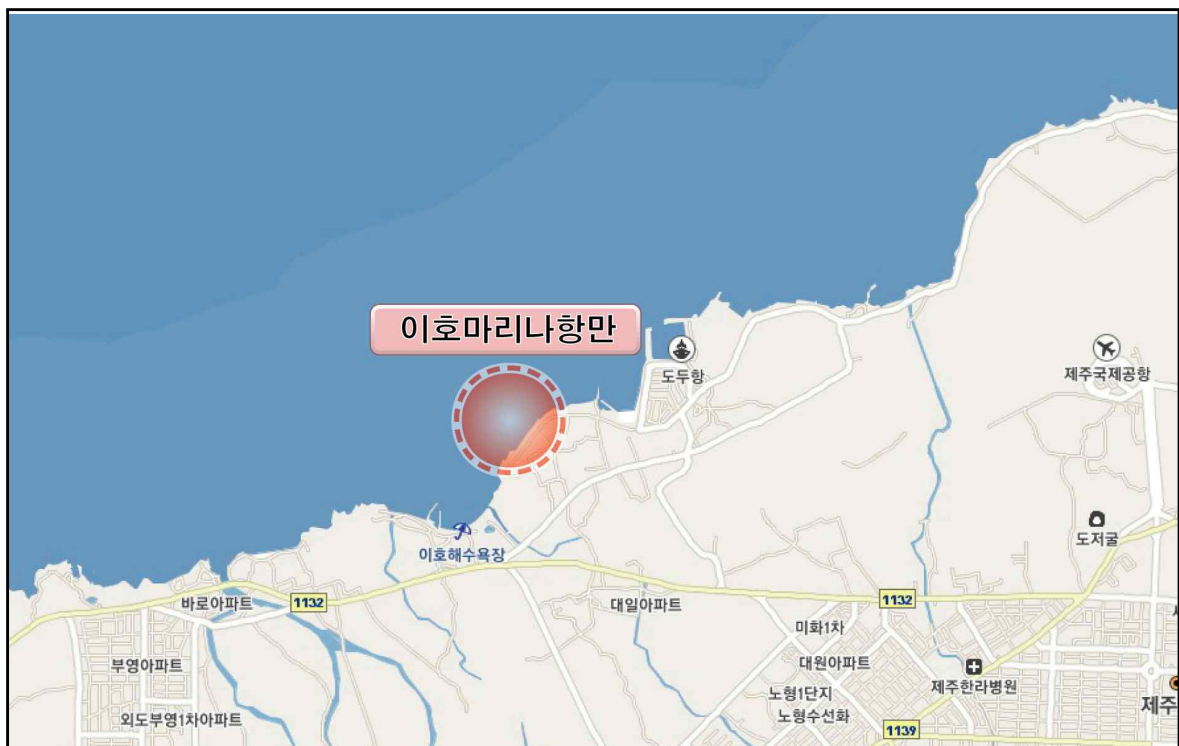 이호마리나항만
도두항
제주국제공항
도저굴
이호해수욕장
바로아파트
1132
대일아파트
1132
미화1차
부영아파트
대원아파트
제주한라병원
노형1단지
외도부영1차아파트
노형수선화
제주
1139